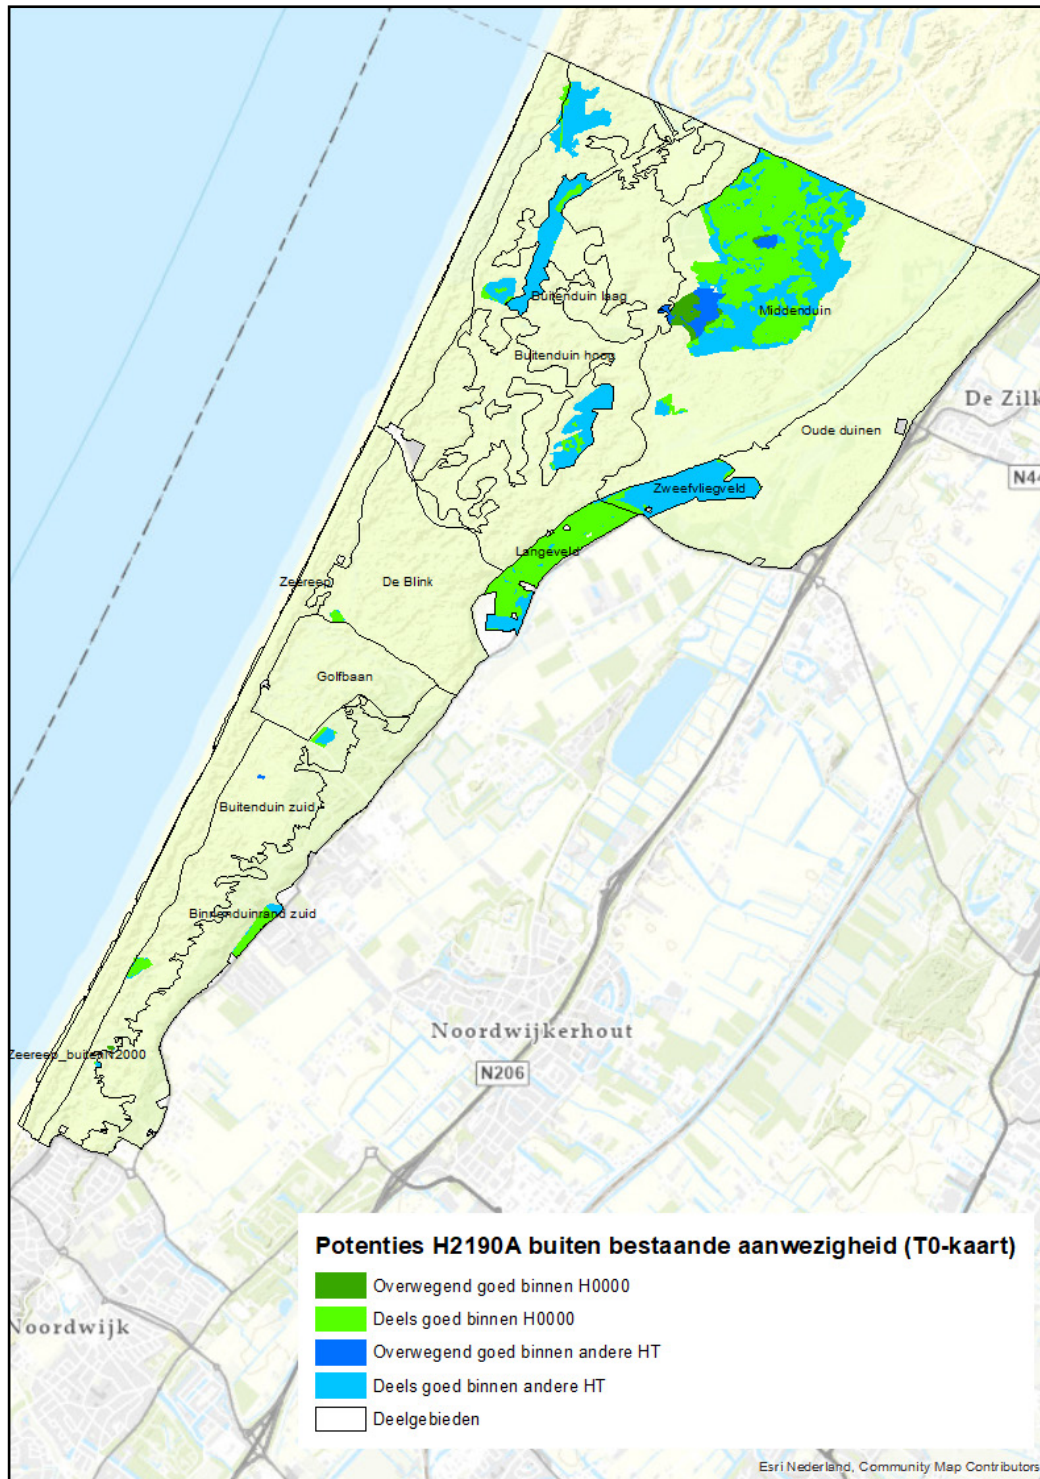 Buitenduin laag
Middenduin
Buitenduin hoog
De Zilk
Oude duinen
N44
Zweefvliegveld
Langeveld
Zeereep
De Blink
Golfbaan
Buitenduin zuid
Binnenduinrand zuid
Noordwijkerhout
Zeereep_buitenN2000
N206
Noordwijk
Potenties H2190A buiten bestaande aanwezigheid (T0-kaart)
Overwegend goed binnen H0000
Deels goed binnen H0000
Overwegend goed binnen andere HT
Deels goed binnen andere HT
Deelgebieden
Esri Nederland, Community Map Contributors